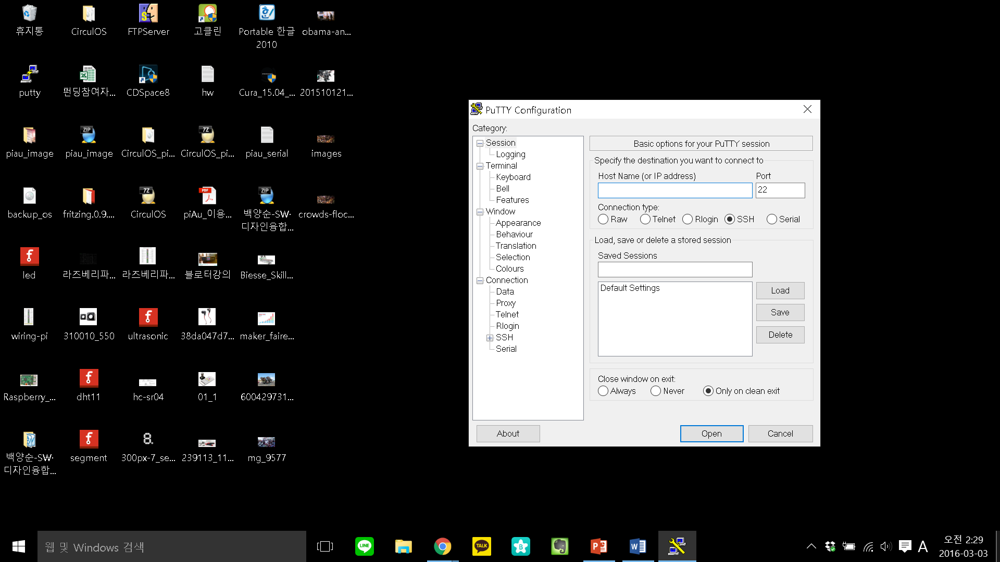 휴지통
CirculOS
FTPServer
고클린
Portable 한글
2010
obama-an...
putty
펀딩참여자...
CDSpace8
hw
Cura_15.04_...
201510121...
piau_image
piau_image
CirculOS_pi...
CirculOS_pi...
piau_serial
images
backup_os
fritzing.0.9....
CirculOS
piAu_이용...
백양순-SW·
디자인융합...
crowds-floc...
led
라즈베리파...
라즈베리파...
블로터강의
Biesse_Skill...
wiring-pi
310010_550
ultrasonic
38da047d7...
maker_faire...
Raspberry_...
dht11
hc-sr04
01_1
600429731...
백양순-SW·
디자인융합...
segment
300px-7_se...
239113_11...
mg_9577
PuTTY Configuration
Category:
Session
Logging
Terminal
Keyboard
Bell
Features
Window
Appearance
Behaviour
Translation
Selection
Colours
Connection
Data
Proxy
Telnet
Rlogin
SSH
Serial
Basic options for your PuTTY session
Specify the destination you want to connect to
Host Name (or IP address)
Port
22
Connection type:
Raw
Telnet
Rlogin
SSH
Serial
Load, save or delete a stored session
Saved Sessions
Default Settings
Load
Save
Delete
Close window on exit:
Always
Never
Only on clean exit
About
Open
Cancel
웹 및 Windows 검색
LINE
TALK
A
오전 2:29
2016-03-03